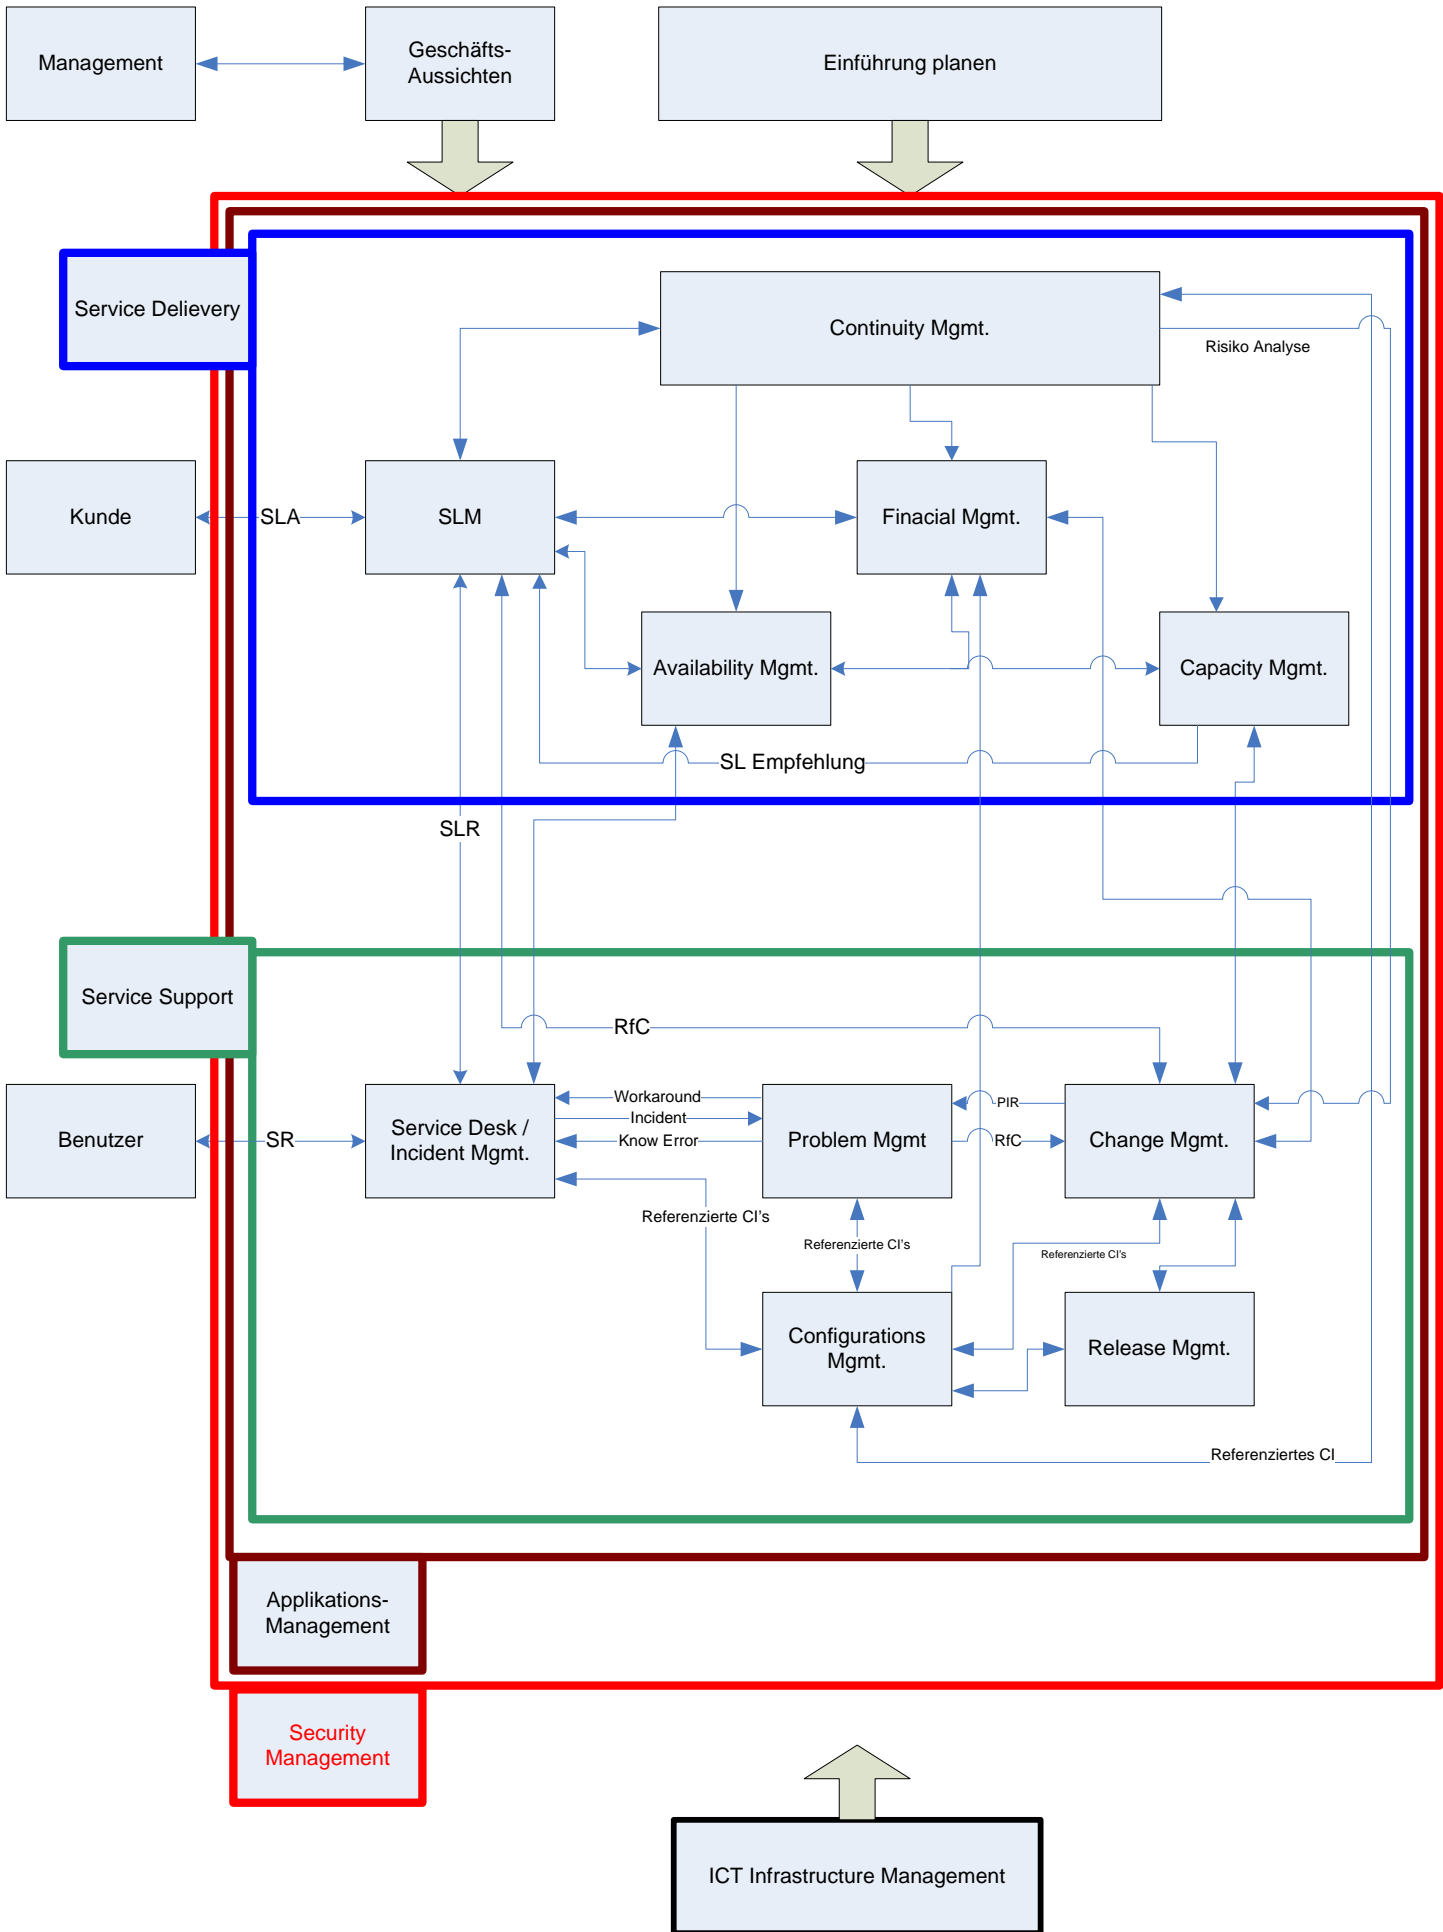 Management
Geschäfts-
Aussichten
Einführung planen
Service Delievery
Continuity Mgmt.
Risiko Analyse
Kunde
SLA
SLM
Finacial Mgmt.
Availability Mgmt.
Capacity Mgmt.
SL Empfehlung
SLR
Service Support
RfC
Benutzer
SR
Service Desk /
Incident Mgmt.
Workaround
Incident
Know Error
Problem Mgmt
PIR
RfC
Change Mgmt.
Referenzierte CI's
Referenzierte CI's
Referenzierte CI's
Configurations
Mgmt.
Release Mgmt.
Referenziertes CI
Applikations-
Management
Security
Management
ICT Infrastructure Management